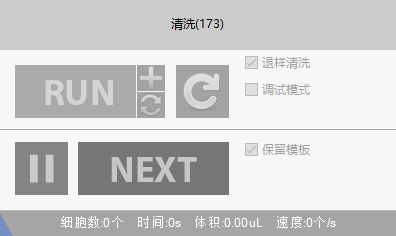 清洗(173)
RUN
退样清洗
调试模式
NEXT
保留模板
细胞数:0个 时间:0s 体积:0.00uL 速度:0个/s